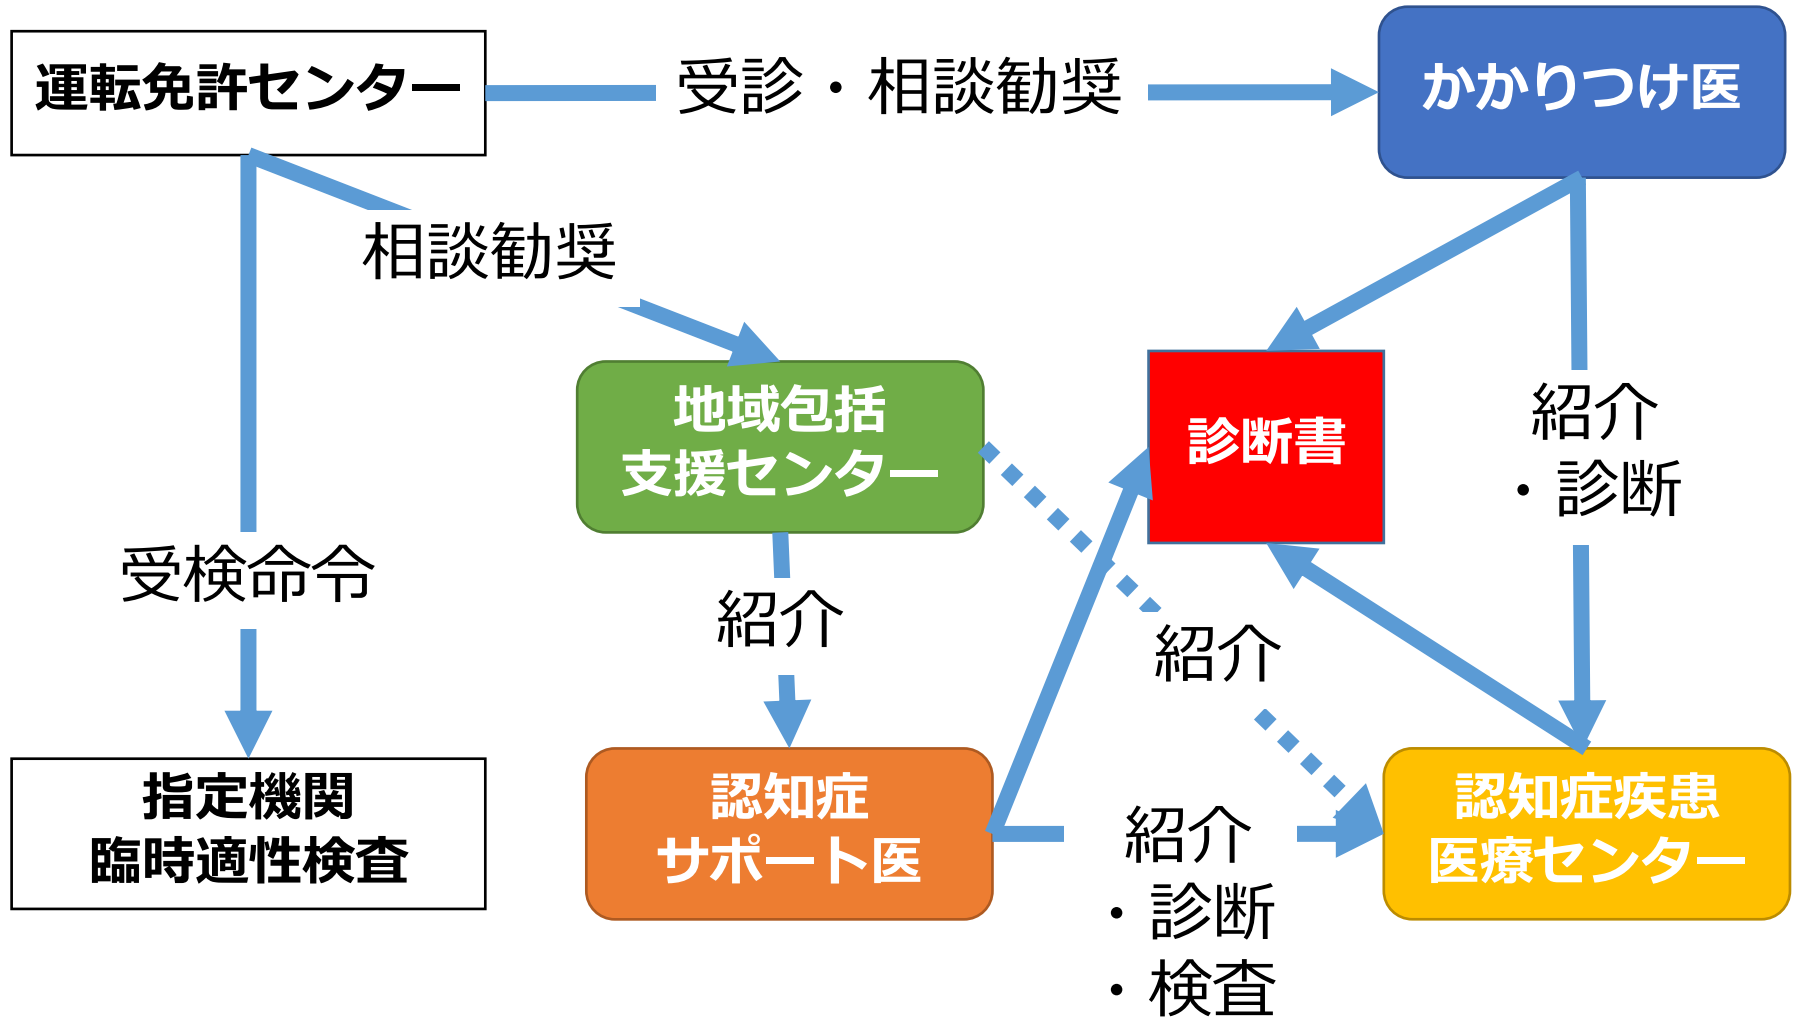 運転免許センター
受診・相談勧奨
かかりつけ医
相談勧奨
地域包括
支援センター
診断書
紹介
・診断
受検命令
紹介
紹介
指定機関
臨時適性検査
認知症
サポート医
紹介
・診断
・検査
認知症疾患
医療センター